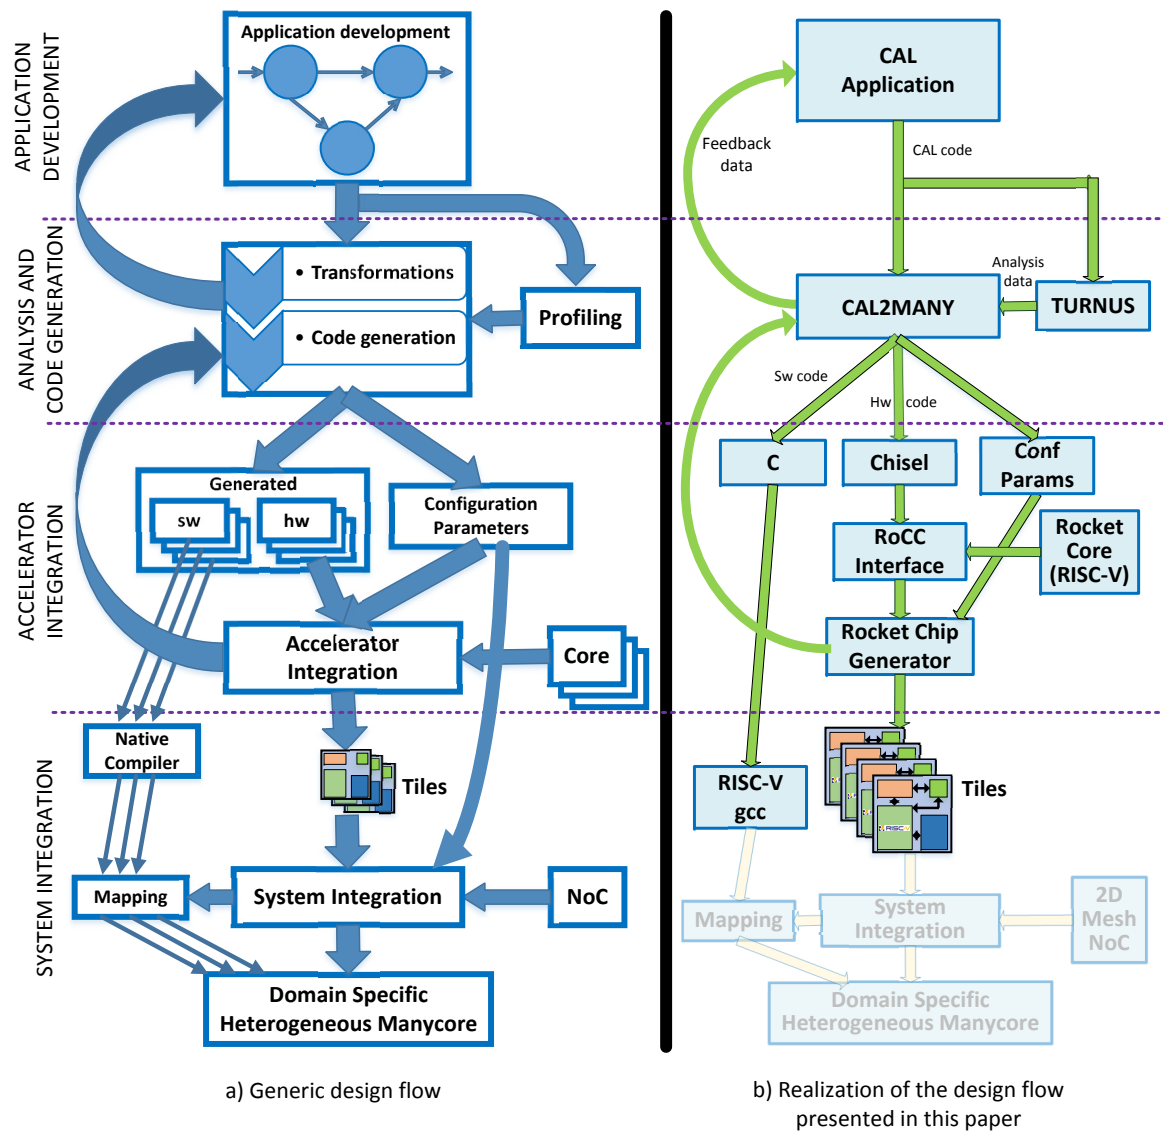 APPLICATION
DEVELOPMENT
Application development
ANALYSIS AND
CODE GENERATION
• Transformations
• Code generation
Profiling
ACCELERATOR
INTEGRATION
Generated
sw
hw
Configuration
Parameters
Accelerator
Integration
Core
SYSTEM INTEGRATION
Native
Compiler
Tiles
Mapping
System Integration
NoC
Domain Specific
Heterogeneous Manycore
a) Generic design flow
CAL
Application
Feedback
data
CAL code
Analysis
data
CAL2MANY
TURNUS
Sw code
Hw code
C
Chisel
Conf
Params
RoCC
Interface
Rocket
Core
(RISC-V)
Rocket Chip
Generator
RISC-V
gcc
RISC-V
Tiles
Mapping
System
Integration
2D
Mesh
NoC
Domain Specific
Heterogeneous Manycore
b) Realization of the design flow
presented in this paper